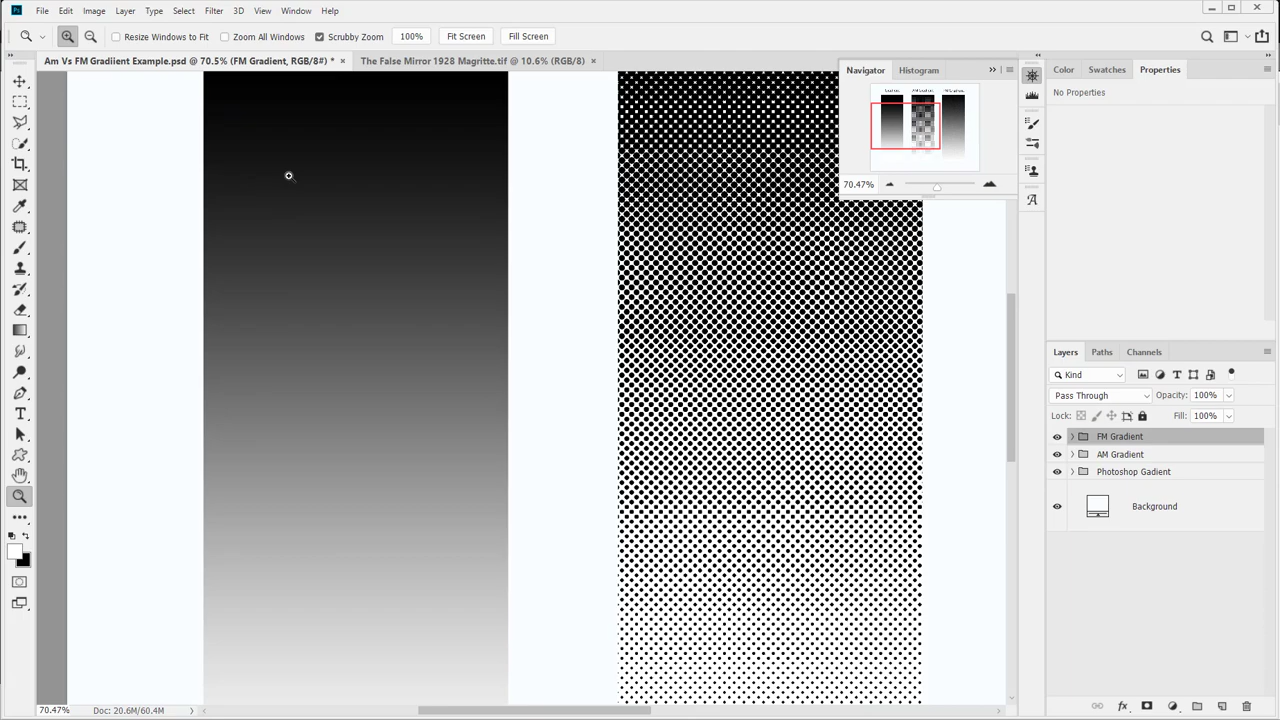 File Edit Image Layer Type Select Filter 3D View Window Help
Resize Windows to Fit Zoom All Windows Scrubby Zoom 100% Fit Screen Fill Screen
Am Vs FM Gradiient Example.psd @ 70.5% (FM Gradient, RGB/8#) * × The False Mirror 1928 Magritte.tif @ 10.6% (RGB/8) ×
Navigator Histogram
70.47%
Color Swatches Properties
No Properties
Layers Paths Channels
Kind
Pass Through Opacity: 100%
Lock: Fill: 100%
FM Gradient
AM Gradient
Photoshop Gadient
Background
70.47% Doc: 20.6M/60.4M